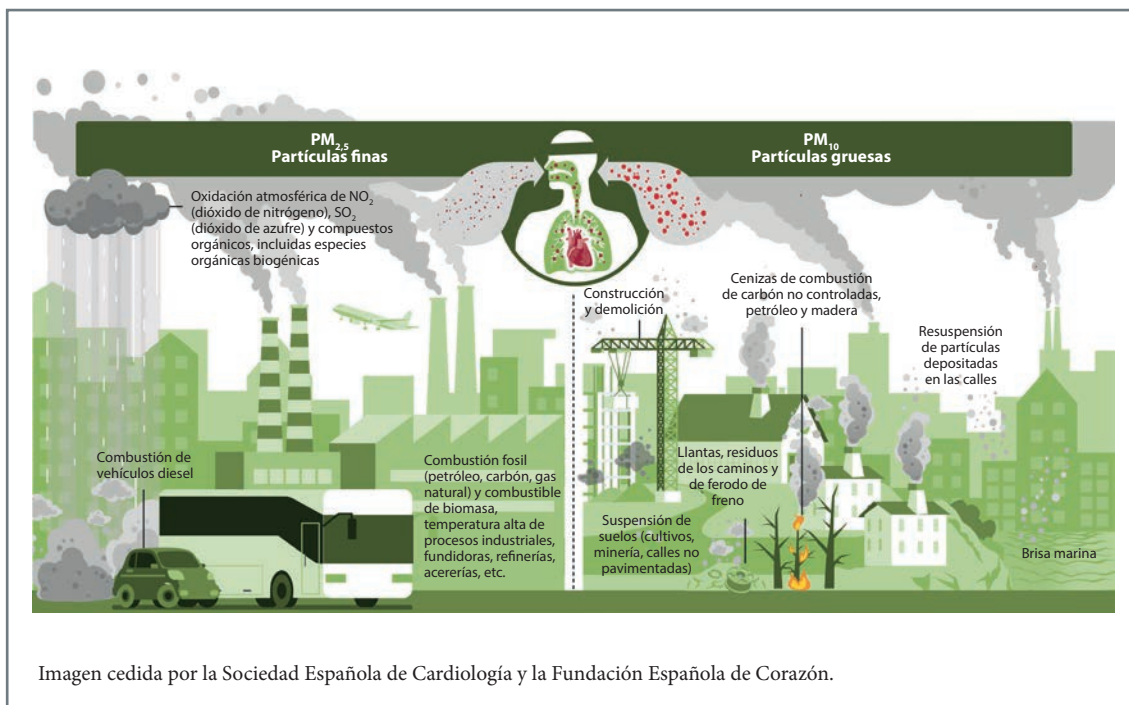 PM2,5
Partículas finas
PM10
Partículas gruesas
Oxidación atmosférica de NO2
(dióxido de nitrógeno), SO2
(dióxido de azufre) y compuestos
orgánicos, incluidas especies
orgánicas biogénicas
Combustión de
vehículos diesel
Combustión fosil
(petróleo, carbón, gas
natural) y combustible
de biomasa,
temperatura alta de
procesos industriales,
fundidoras, refinerías,
acererías, etc.
Construcción
y demolición
Cenizas de combustión
de carbón no controladas,
petróleo y madera
Resuspensión
de partículas
depositadas
en las calles
Llantas, residuos
de los caminos y
de ferodo de
freno
Suspensión de
suelos (cultivos,
minería, calles no
pavimentadas)
Brisa marina
Imagen cedida por la Sociedad Española de Cardiología y la Fundación Española de Corazón.